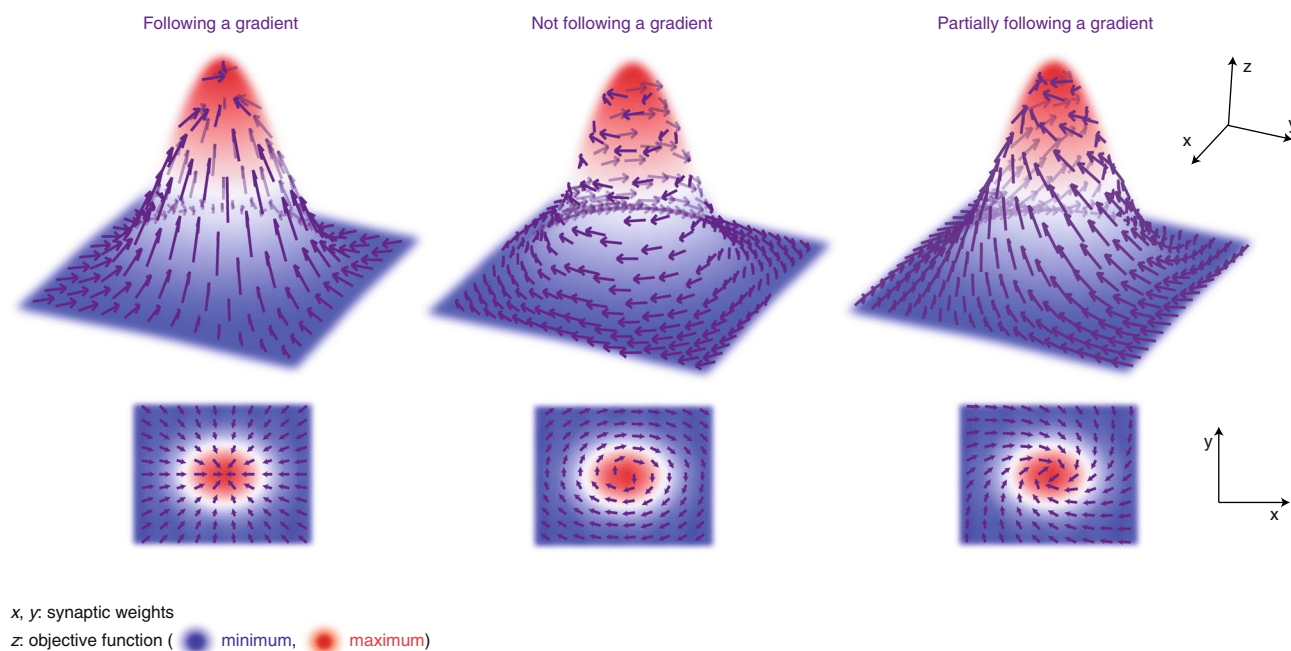 Following a gradient
Not following a gradient
Partially following a gradient
z
x
y
y
x
x, y: synaptic weights
z: objective function ( minimum, maximum)